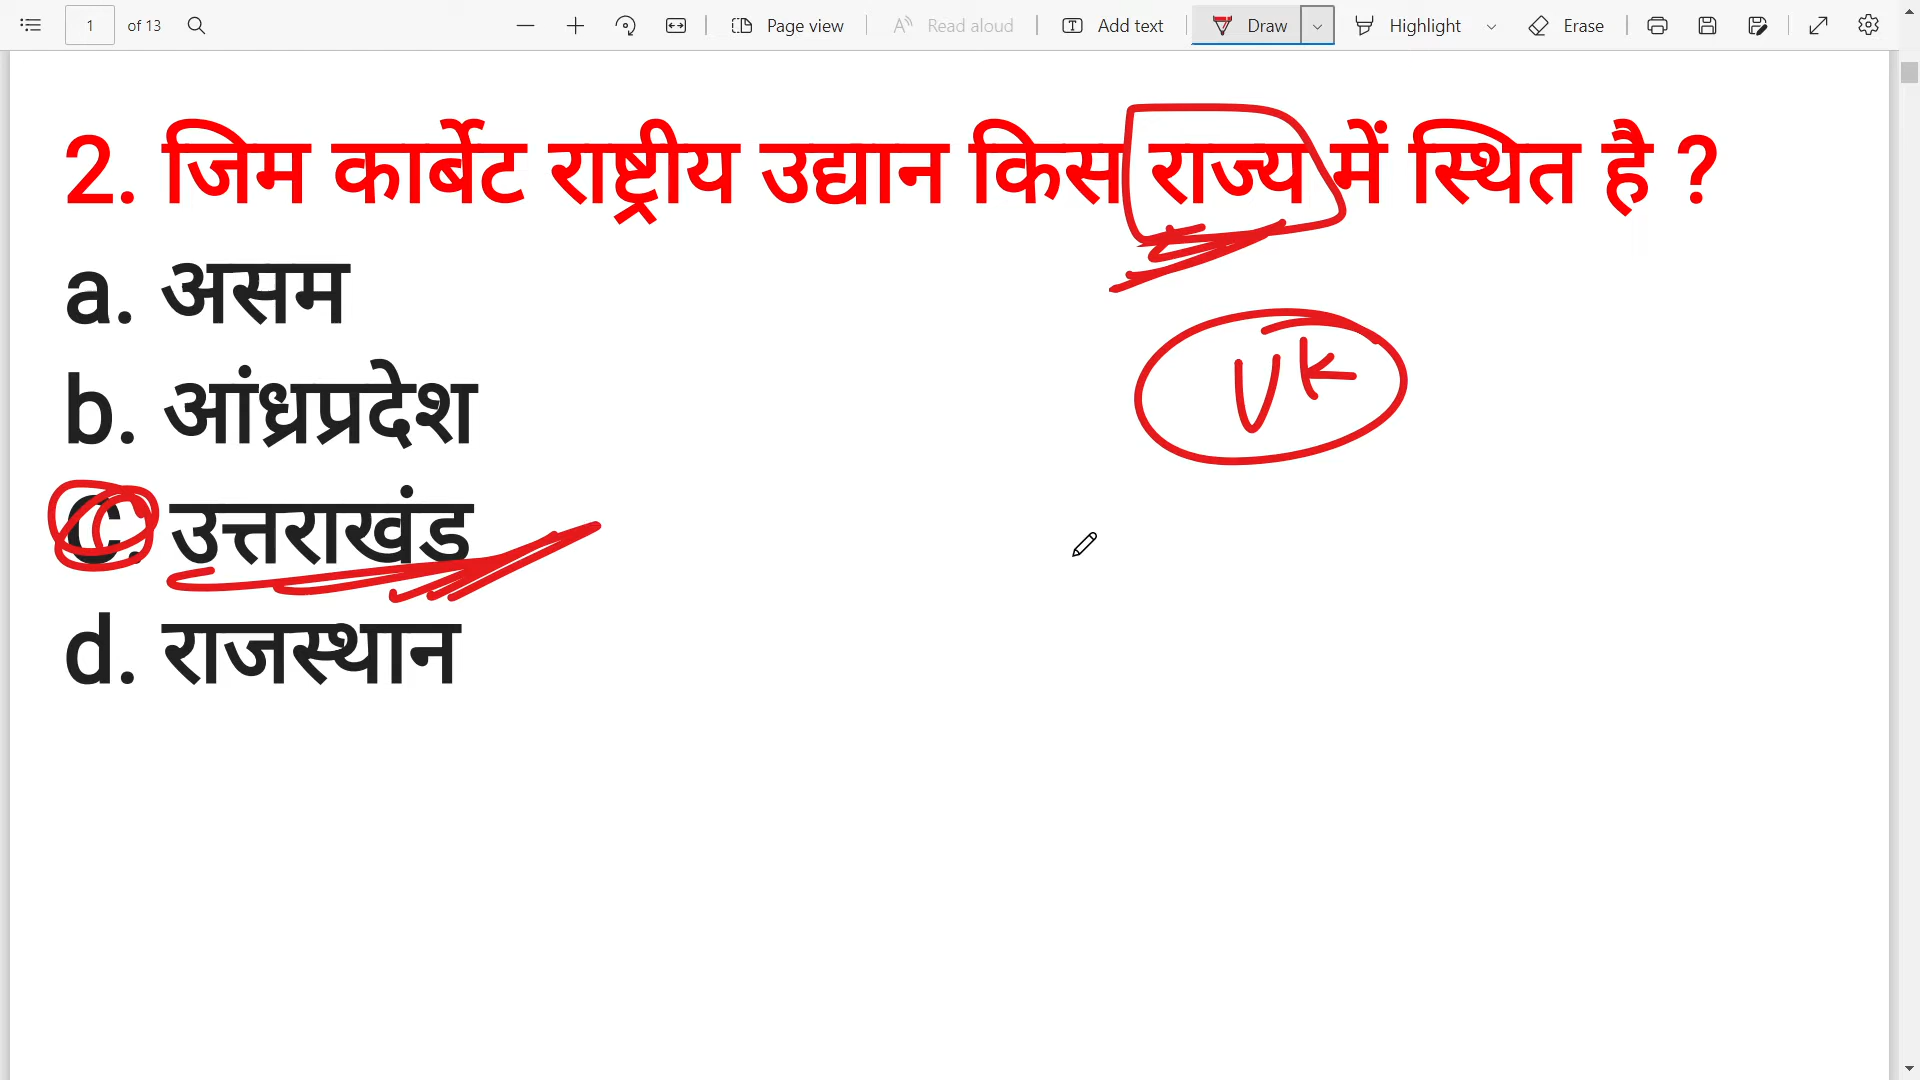 1 of 13 Page view Read aloud Add text Draw Highlight Erase
2. जिम कार्बेट राष्ट्रीय उद्यान किस राज्य में स्थित है ?
a. असम
UK
b. आंध्रप्रदेश
C. उत्तराखंड
d. राजस्थान